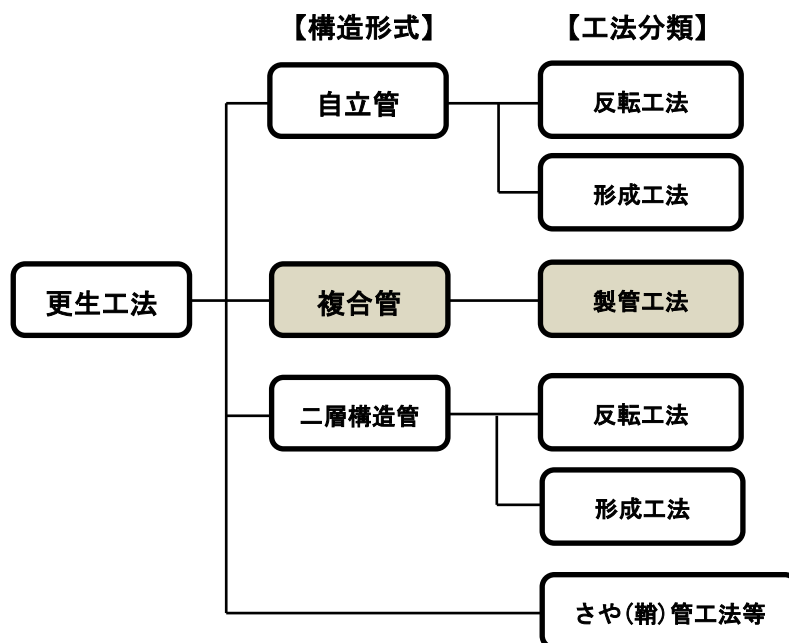 【構造形式】
【工法分類】
自立管
反転工法
形成工法
更生工法
複合管
製管工法
二層構造管
反転工法
形成工法
さや(鞘)管工法等